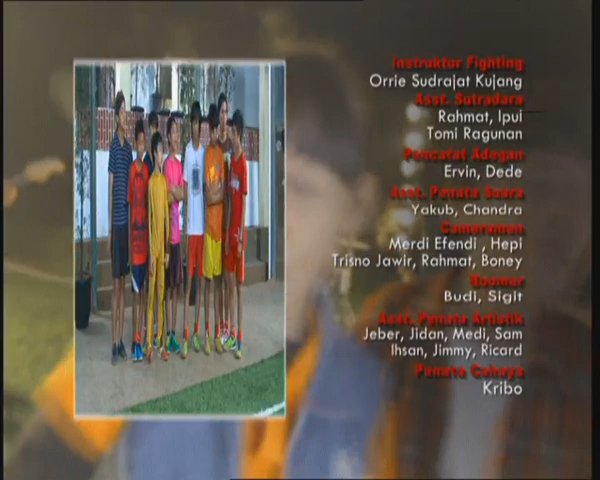 Instruktur Fighting
Orrie Sudrajat Kujang
Asst. Sutradara
Rahmat, Ipul
Tomi Ragunan
Pencatat Adegan
Ervin, Dede
Asst. Penata Suara
Yakub, Chandra
Cameramen
Merdi Efendi , Hepi
Trisno Jawir, Rahmat, Boney
Boomer
Budi, Sigit
Asst. Penata Artistik
Jeber, Jidan, Medi, Sam
Ihsan, Jimmy, Ricard
Penata Cahaya
Kribo